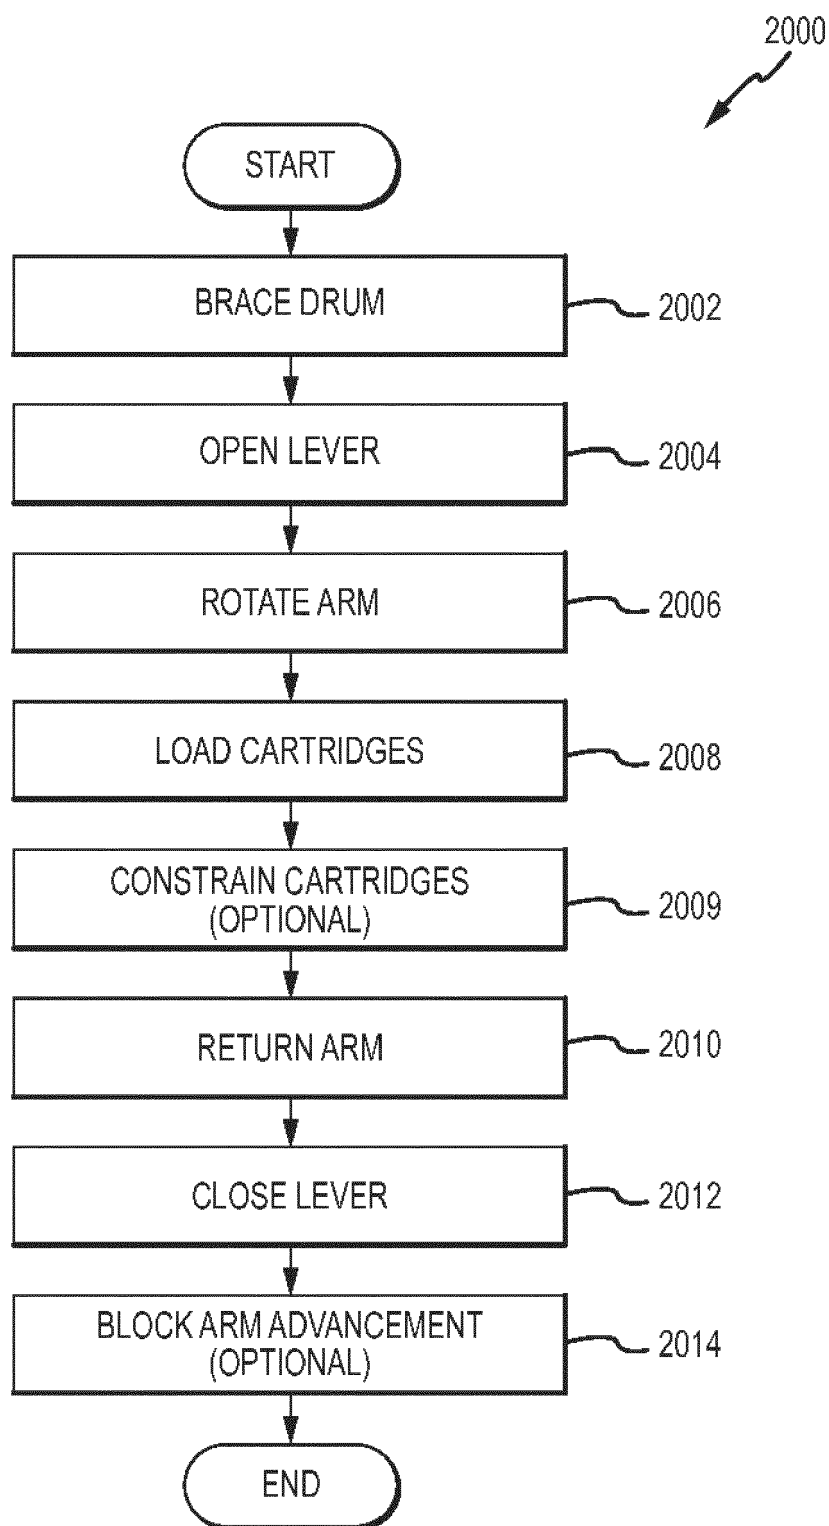 2000
START
BRACE DRUM
2002
OPEN LEVER
2004
ROTATE ARM
2006
LOAD CARTRIDGES
2008
CONSTRAIN CARTRIDGES
(OPTIONAL)
2009
RETURN ARM
2010
CLOSE LEVER
2012
BLOCK ARM ADVANCEMENT
(OPTIONAL)
2014
END